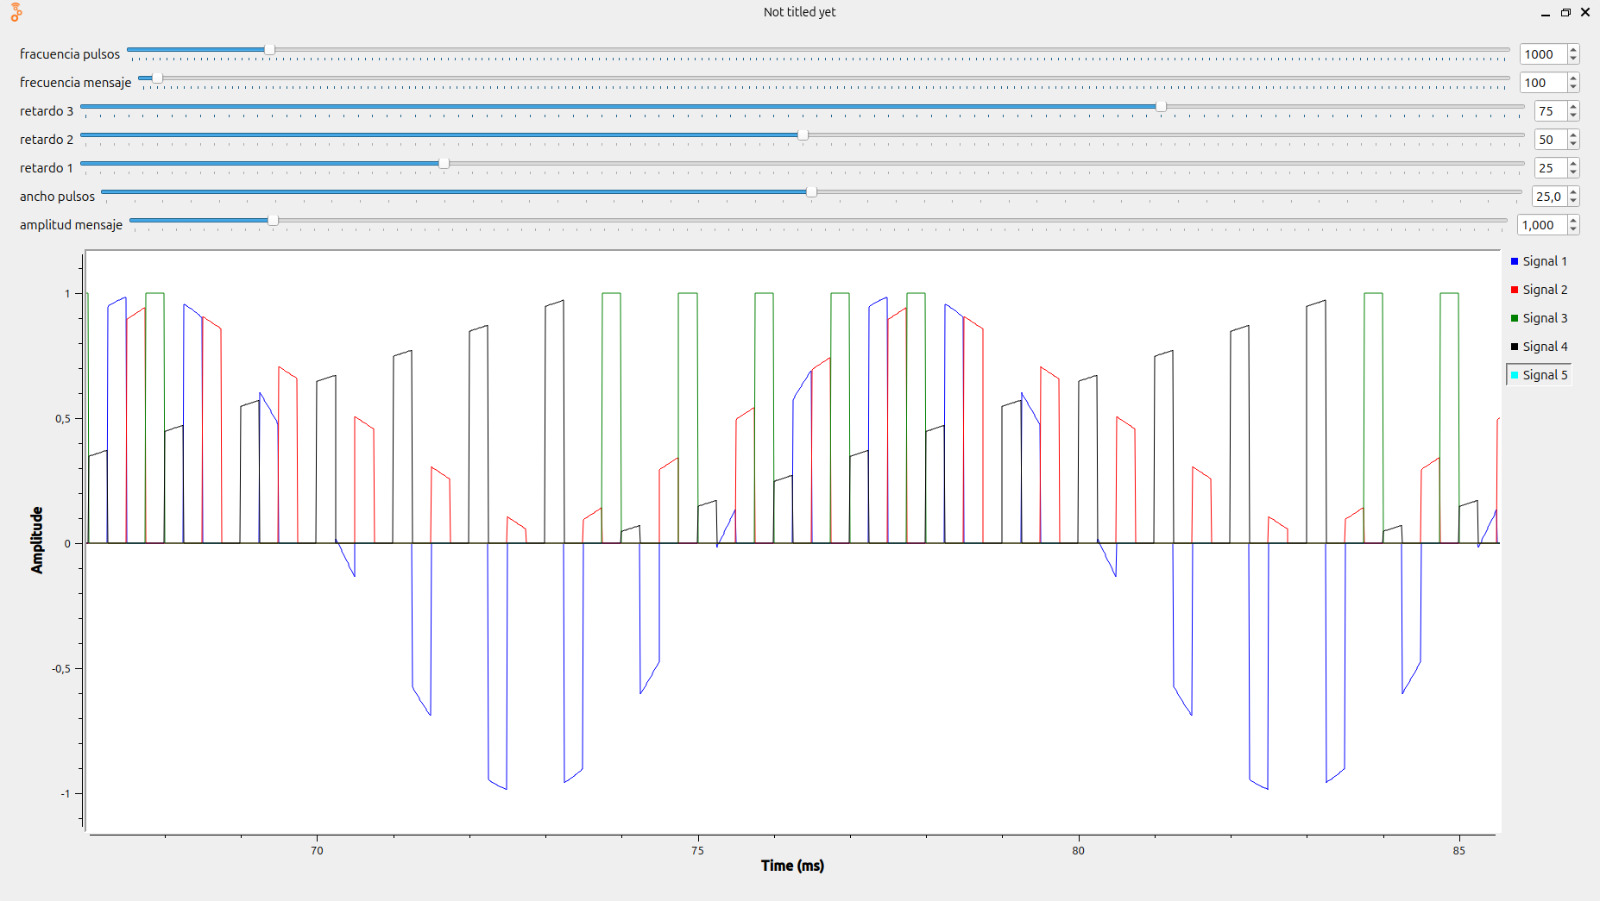 Not titled yet
fracuencia pulsos 1000
frecuencia mensaje 100
retardo 3 75
retardo 2 50
retardo 1 25
ancho pulsos 25,0
amplitud mensaje 1,000
Signal 1
Signal 2
Signal 3
Signal 4
Signal 5
1
0,5
0
-0,5
-1
Amplitude
70 75 80 85
Time (ms)